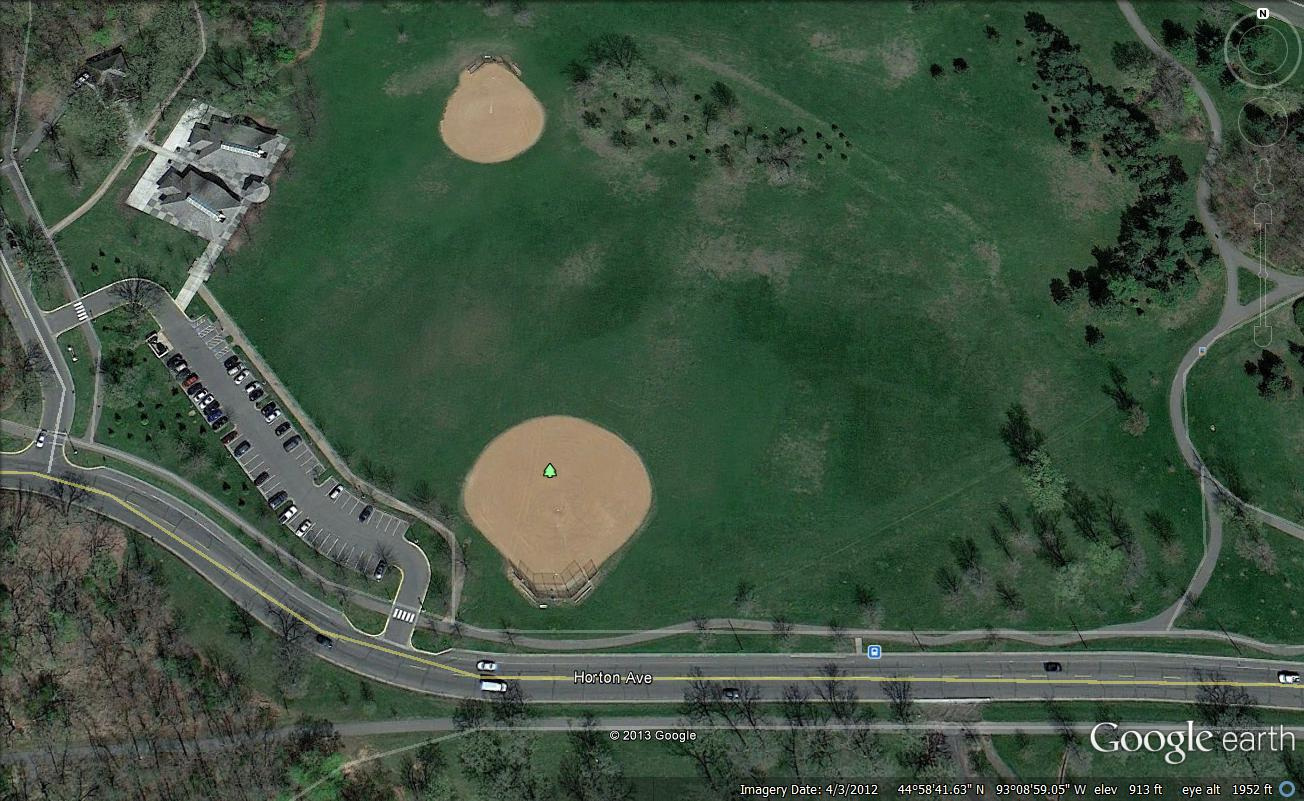 N
Horton Ave
© 2013 Google
Google earth
Imagery Date: 4/3/2012 44°58'41.63" N 93°08'59.05" W elev 913 ft eye alt 1952 ft